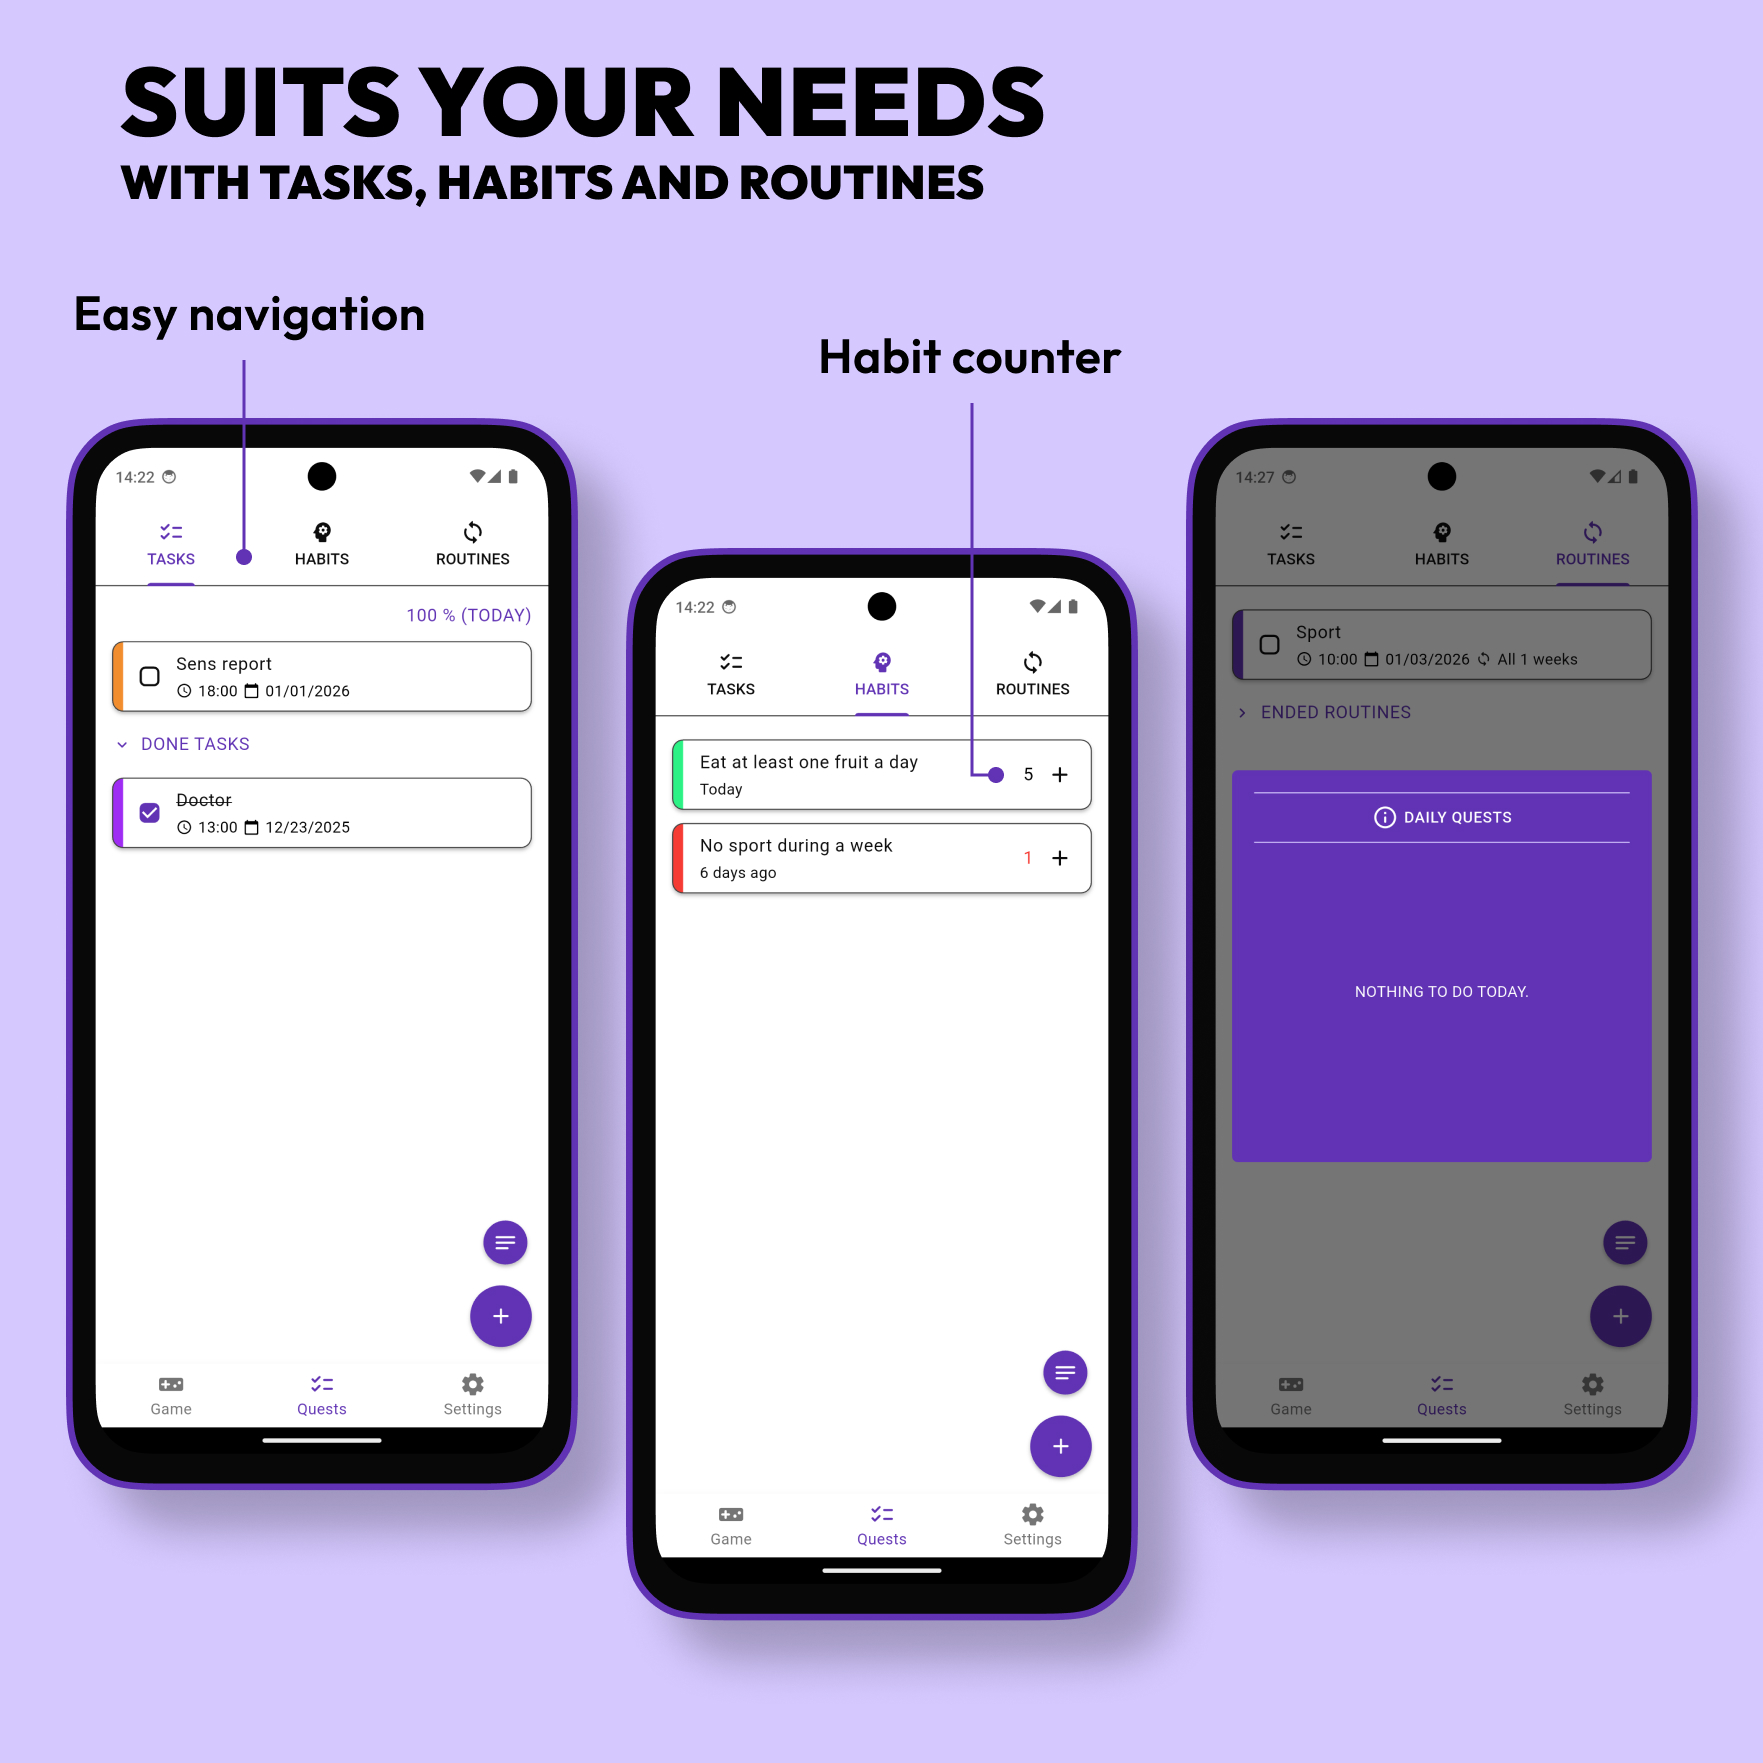 SUITS YOUR NEEDS
WITH TASKS, HABITS AND ROUTINES
Easy navigation
Habit counter
14:22
TASKS HABITS ROUTINES
100 % (TODAY)
Sens report
18:00 01/01/2026
DONE TASKS
Doctor
13:00 12/23/2025
Game Quests Settings
14:22
TASKS HABITS ROUTINES
Eat at least one fruit a day
Today
5
No sport during a week
6 days ago
1
Game Quests Settings
14:27
TASKS HABITS ROUTINES
Sport
10:00 01/03/2026 All 1 weeks
ENDED ROUTINES
DAILY QUESTS
NOTHING TO DO TODAY.
Game Quests Settings